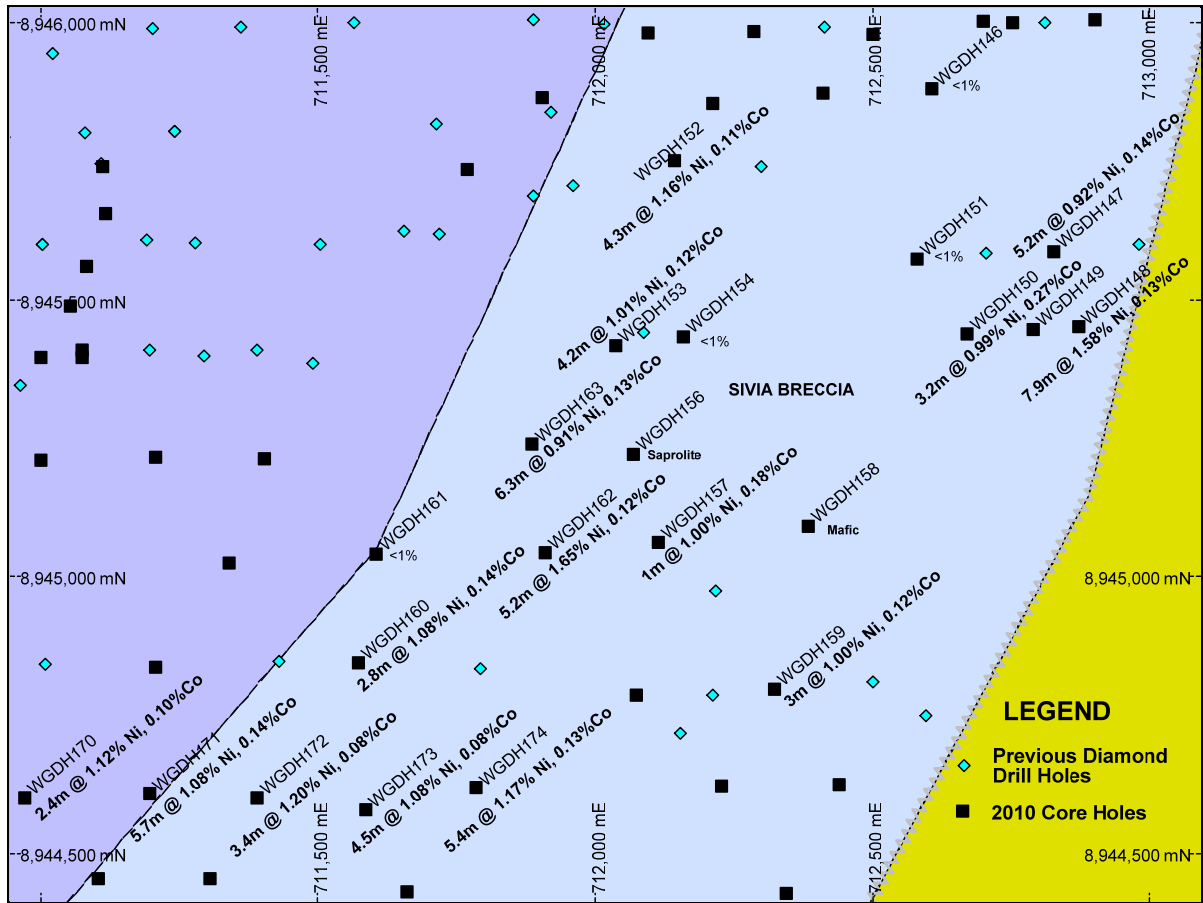 8,946,000 mN
711,500 mE
712,000 mE
712,500 mE
713,000 mE
WGDH146
<1%
WGDH152
4.3m @ 1.16% Ni, 0.11%Co
5.2m @ 0.92% Ni, 0.14%Co
WGDH147
WGDH151
<1%
8,945,500 mN
4.2m @ 1.01% Ni, 0.12%Co
WGDH153
WGDH154
<1%
WGDH150
3.2m @ 0.99% Ni, 0.27%Co
WGDH149
WGDH148
7.9m @ 1.58% Ni, 0.13%Co
SIVIA BRECCIA
WGDH163
6.3m @ 0.91% Ni, 0.13%Co
WGDH156
Saprolite
WGDH161
<1%
WGDH162
5.2m @ 1.65% Ni, 0.12%Co
WGDH157
1m @ 1.00% Ni, 0.18%Co
WGDH158
Mafic
8,945,000 mN
8,945,000 mN
WGDH160
2.8m @ 1.08% Ni, 0.14%Co
WGDH159
3m @ 1.00% Ni, 0.12%Co
WGDH170
2.4m @ 1.12% Ni, 0.10%Co
WGDH171
5.7m @ 1.08% Ni, 0.14%Co
WGDH172
3.4m @ 1.20% Ni, 0.08%Co
WGDH173
4.5m @ 1.08% Ni, 0.08%Co
WGDH174
5.4m @ 1.17% Ni, 0.13%Co
LEGEND
Previous Diamond
Drill Holes
2010 Core Holes
8,944,500 mN
711,500 mE
712,000 mE
712,500 mE
8,944,500 mN